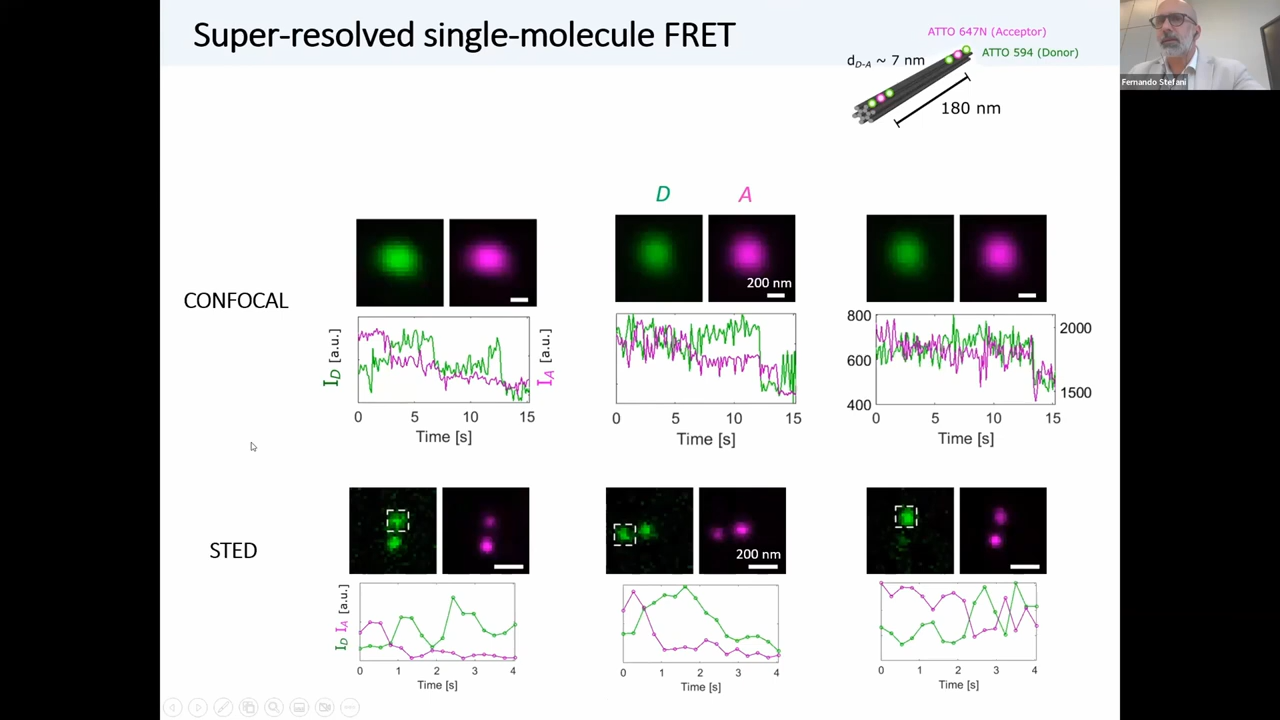 Super-resolved single-molecule FRET
ATTO 647N (Acceptor)
ATTO 594 (Donor)
dD-A ~ 7 nm
180 nm
Fernando Stefani
D
A
200 nm
CONFOCAL
ID [a.u.]
IA [a.u.]
800
600
400
2000
1500
0 5 10 15
0 5 10 15
0 5 10 15
Time [s]
Time [s]
Time [s]
STED
200 nm
ID IA [a.u.]
0 1 2 3 4
0 1 2 3 4
0 1 2 3 4
Time [s]
Time [s]
Time [s]